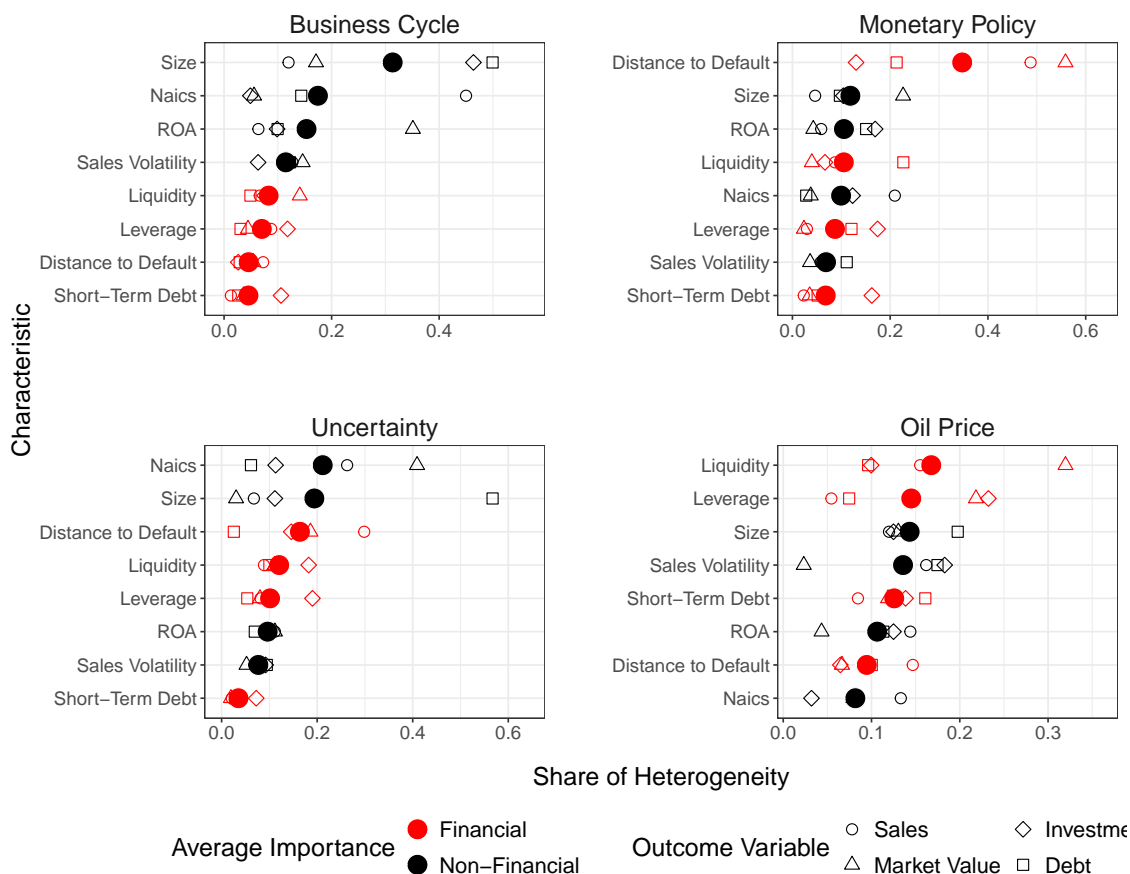 Business Cycle
Size
Naics
ROA
Sales Volatility
Liquidity
Leverage
Distance to Default
Short−Term Debt
0.0 0.2 0.4
Monetary Policy
Distance to Default
Size
ROA
Liquidity
Naics
Leverage
Sales Volatility
Short−Term Debt
0.0 0.2 0.4 0.6
Characteristic
Uncertainty
Naics
Size
Distance to Default
Liquidity
Leverage
ROA
Sales Volatility
Short−Term Debt
0.0 0.2 0.4 0.6
Oil Price
Liquidity
Leverage
Size
Sales Volatility
Short−Term Debt
ROA
Distance to Default
Naics
0.0 0.1 0.2 0.3
Share of Heterogeneity
Average Importance
Financial
Non−Financial
Outcome Variable
Sales
Market Value
Investme
Debt